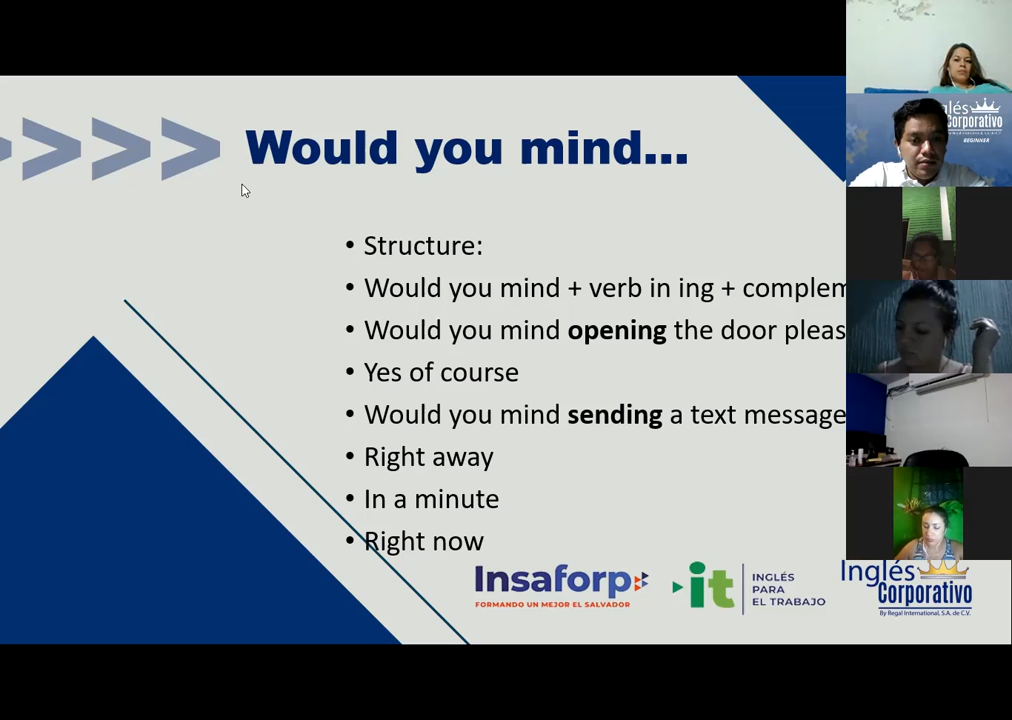 Would you mind...
• Structure:
• Would you mind + verb in ing + complem
• Would you mind opening the door pleas
• Yes of course
• Would you mind sending a text message
• Right away
• In a minute
• Right now
Insaforp
FORMANDO UN MEJOR EL SALVADOR
it
INGLÉS
PARA
EL TRABAJO
Inglés
Corporativo
By Regal International, S.A. de C.V.
glés
Corporativo
BEGINNER